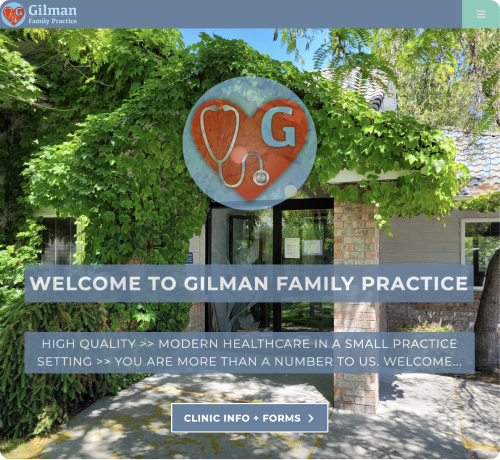 Gilman
Family Practice
G
G
WELCOME TO GILMAN FAMILY PRACTICE
HIGH QUALITY >> MODERN HEALTHCARE IN A SMALL PRACTICE
SETTING >> YOU ARE MORE THAN A NUMBER TO US. WELCOME...
CLINIC INFO + FORMS >